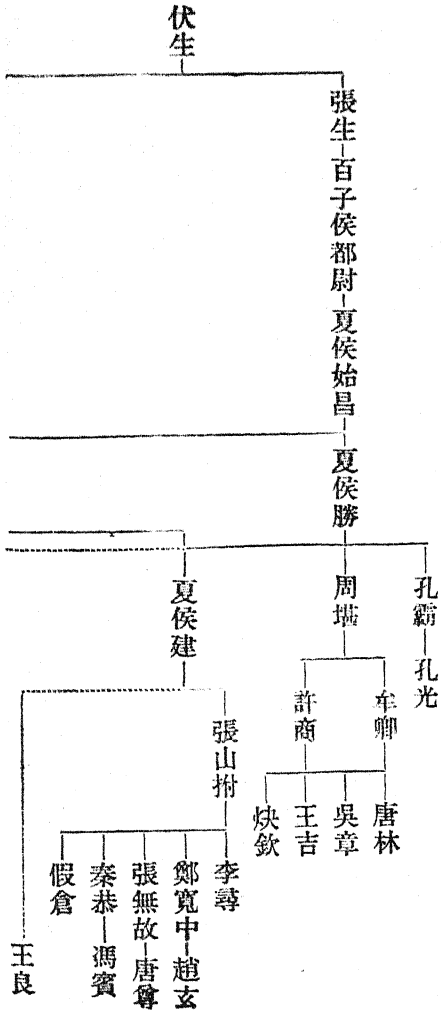 伏生
張生
百子侯都尉
夏侯始昌
夏侯勝
孔霸
孔光
周堪
牟卿
唐林
吳章
許商
王吉
炔欽
夏侯建
張山拊
李尋
鄭寬中
趙玄
張無故
唐尊
秦恭
馮賓
假倉
王良